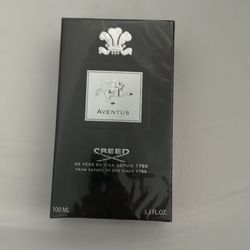 AVENTUS
CREED
DE PÈRE EN FILS DEPUIS 1760
FROM FATHER TO SON SINCE 1760
100 ML
3.3 FL.OZ.